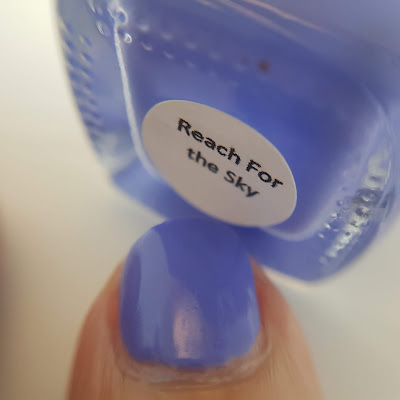 Reach For
the Sky